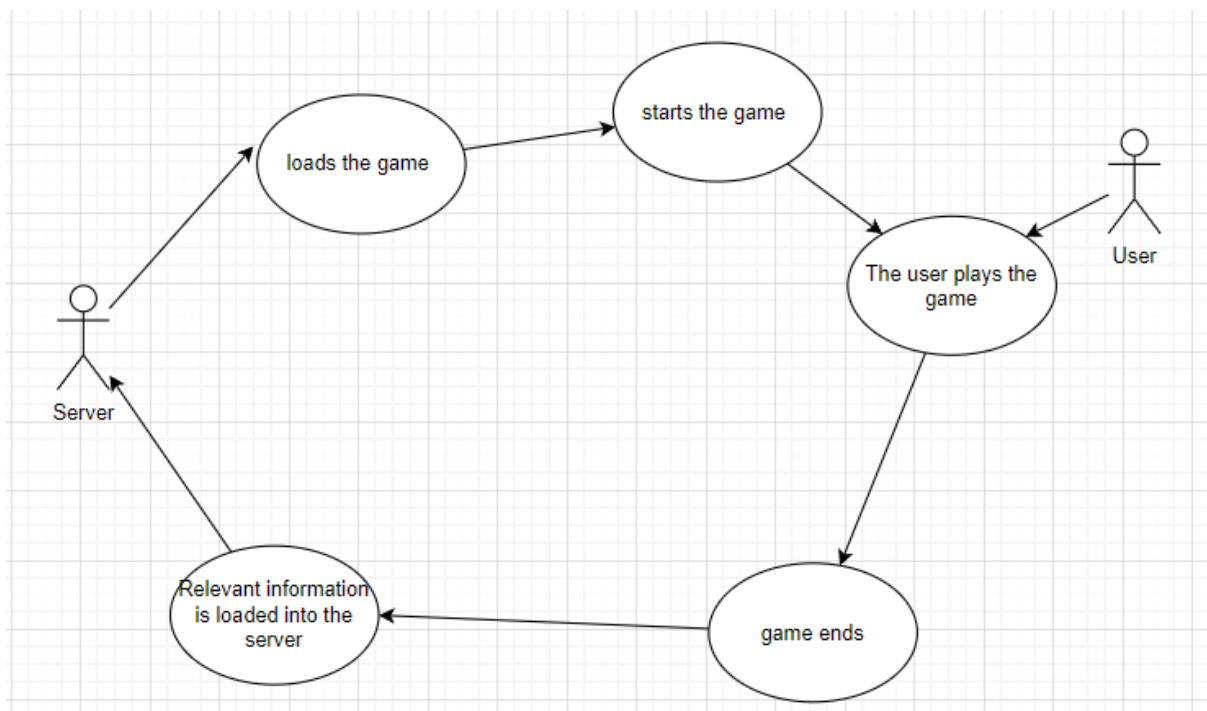 starts the game
loads the game
User
The user plays the
game
Server
Relevant information
is loaded into the
server
game ends